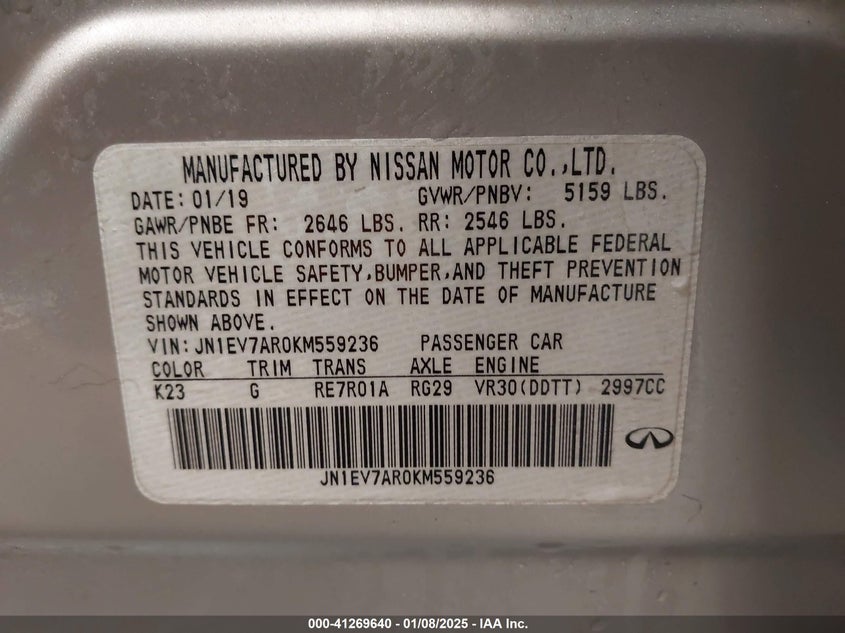 MANUFACTURED BY NISSAN MOTOR CO.,LTD.
DATE: 01/19 GVWR/PNBV: 5159 LBS.
GAWR/PNBE FR: 2646 LBS. RR: 2546 LBS.
THIS VEHICLE CONFORMS TO ALL APPLICABLE FEDERAL
MOTOR VEHICLE SAFETY,BUMPER,AND THEFT PREVENTION
STANDARDS IN EFFECT ON THE DATE OF MANUFACTURE
SHOWN ABOVE.
VIN: JN1EV7AR0KM559236 PASSENGER CAR
COLOR TRIM TRANS AXLE ENGINE
K23 G RE7R01A RG29 VR30(DDTT) 2997CC
JN1EV7AR0KM559236
000-41269640 - 01/08/2025 - IAA Inc.